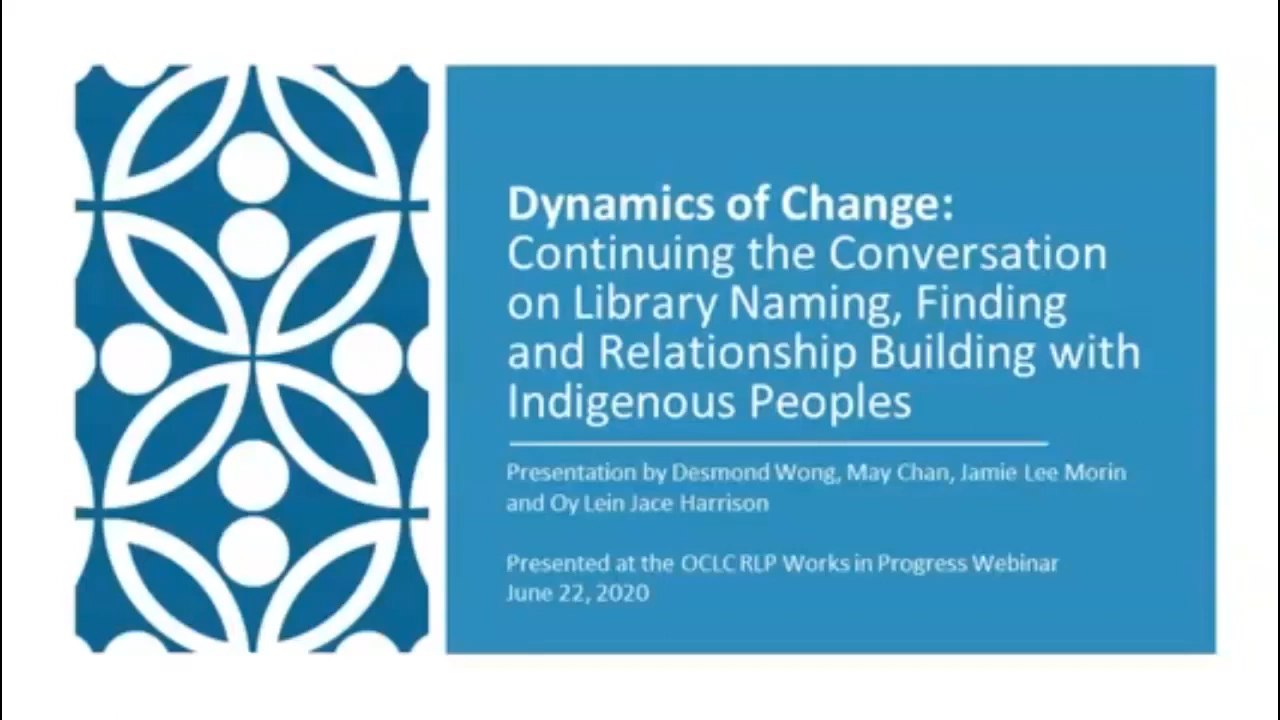 Dynamics of Change:
Continuing the Conversation
on Library Naming, Finding
and Relationship Building with
Indigenous Peoples
Presentation by Desmond Wong, May Chan, Jamie Lee Morin
and Oy Lein Jace Harrison
Presented at the OCLC RLP Works in Progress Webinar
June 22, 2020